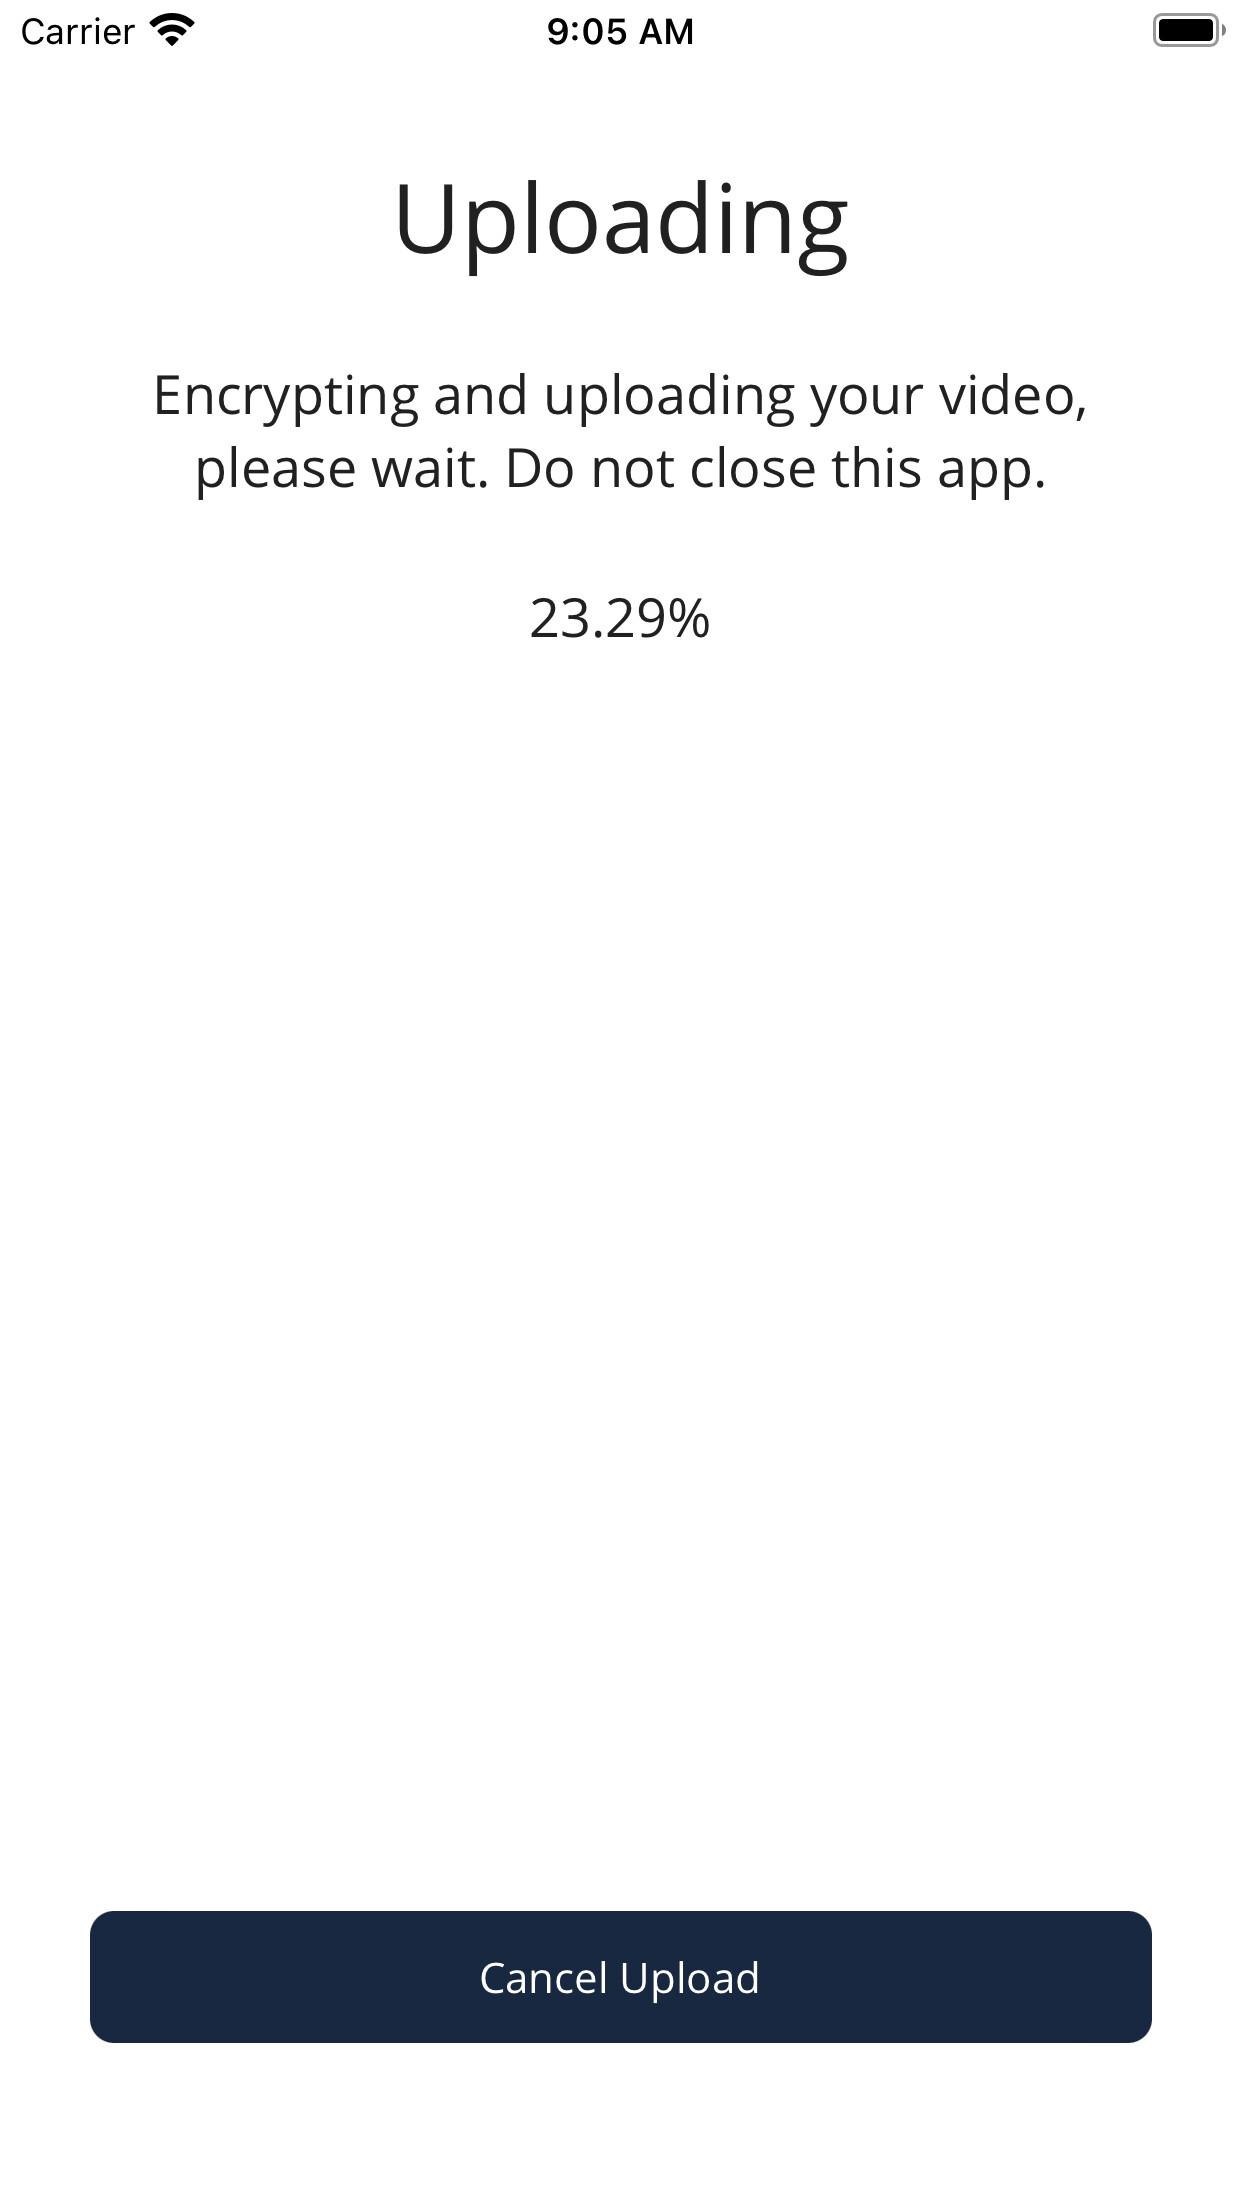 Carrier 9:05 AM
Uploading
Encrypting and uploading your video,
please wait. Do not close this app.
23.29%
Cancel Upload